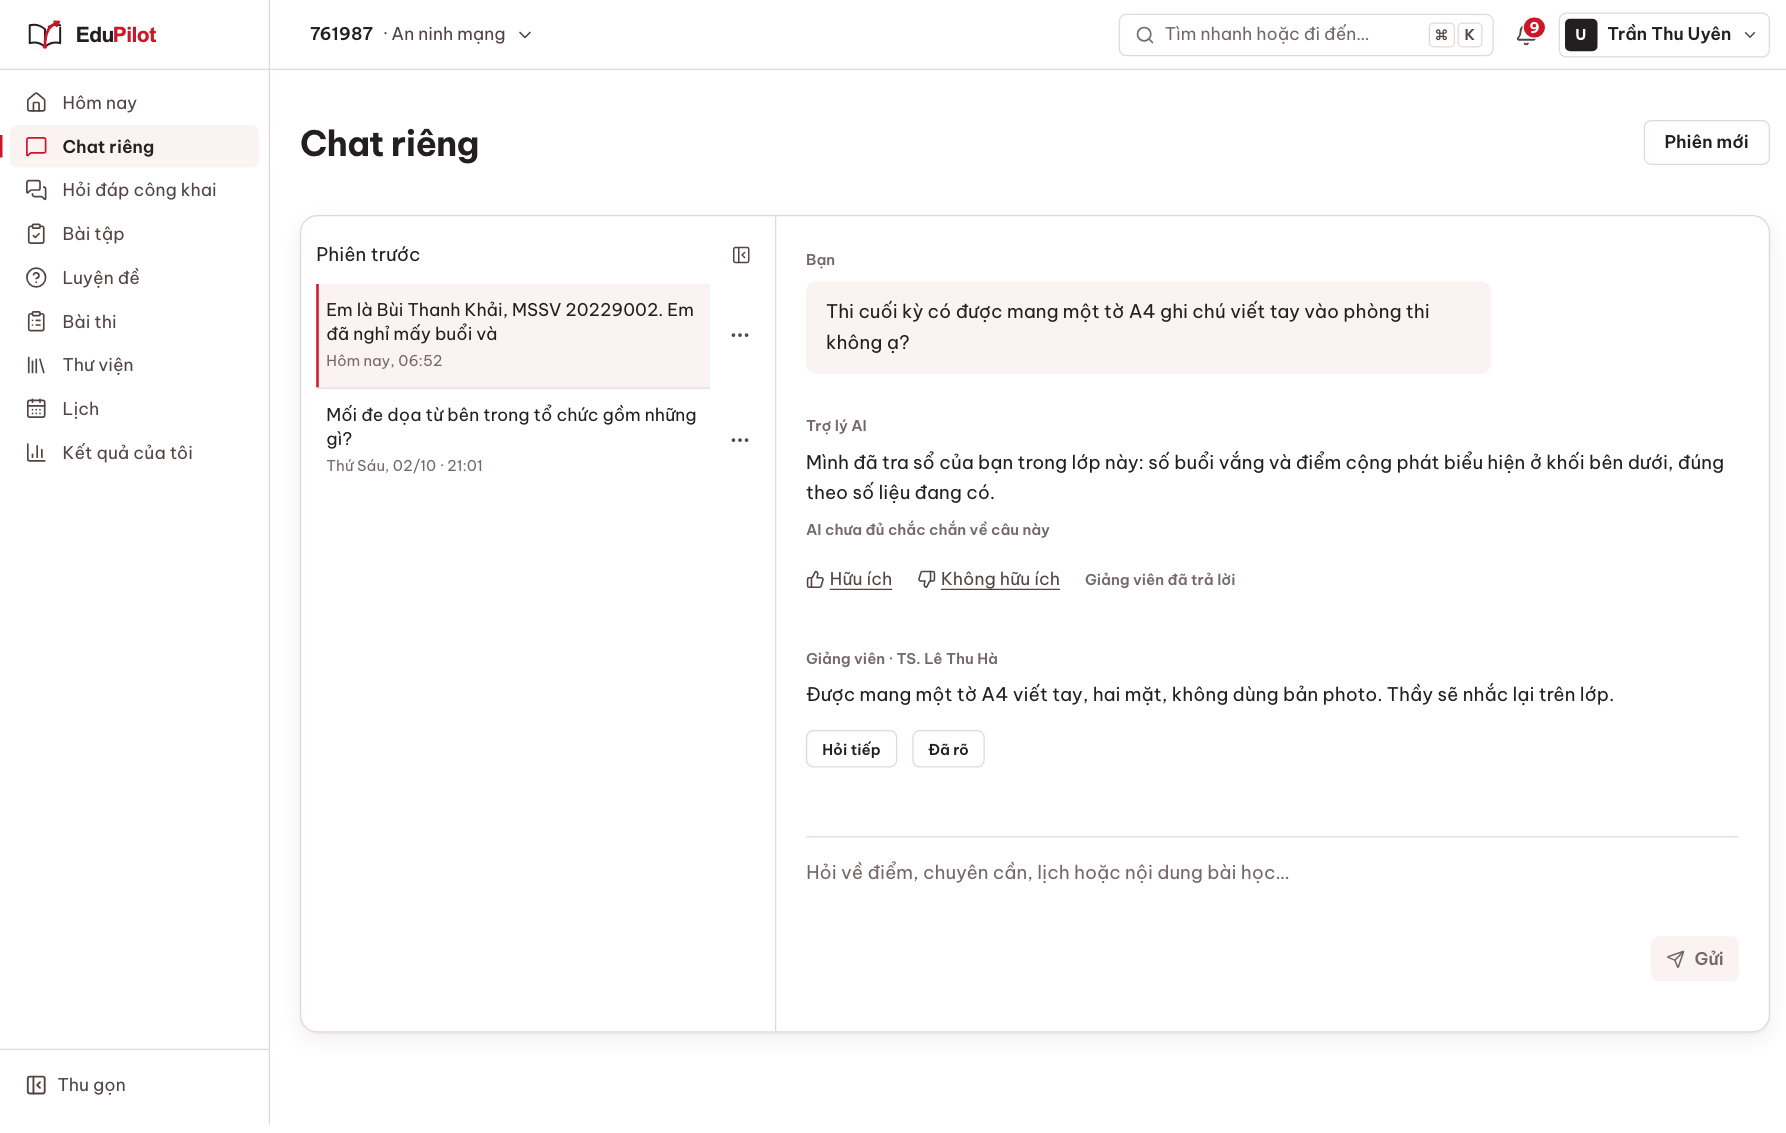 EduPilot
761987 · An ninh mạng
Tìm nhanh hoặc đi đến...
⌘ K
9
U Trần Thu Uyên
Hôm nay
Chat riêng
Hỏi đáp công khai
Bài tập
Luyện đề
Bài thi
Thư viện
Lịch
Kết quả của tôi
Thu gọn
Chat riêng
Phiên mới
Phiên trước
Em là Bùi Thanh Khải, MSSV 20229002. Em
đã nghỉ mấy buổi và
Hôm nay, 06:52
Mối đe dọa từ bên trong tổ chức gồm những
gì?
Thứ Sáu, 02/10 · 21:01
Bạn
Thi cuối kỳ có được mang một tờ A4 ghi chú viết tay vào phòng thi
không ạ?
Trợ lý AI
Mình đã tra sổ của bạn trong lớp này: số buổi vắng và điểm cộng phát biểu hiện ở khối bên dưới, đúng
theo số liệu đang có.
AI chưa đủ chắc chắn về câu này
Hữu ích Không hữu ích Giảng viên đã trả lời
Giảng viên · TS. Lê Thu Hà
Được mang một tờ A4 viết tay, hai mặt, không dùng bản photo. Thầy sẽ nhắc lại trên lớp.
Hỏi tiếp Đã rõ
Hỏi về điểm, chuyên cần, lịch hoặc nội dung bài học...
Gửi